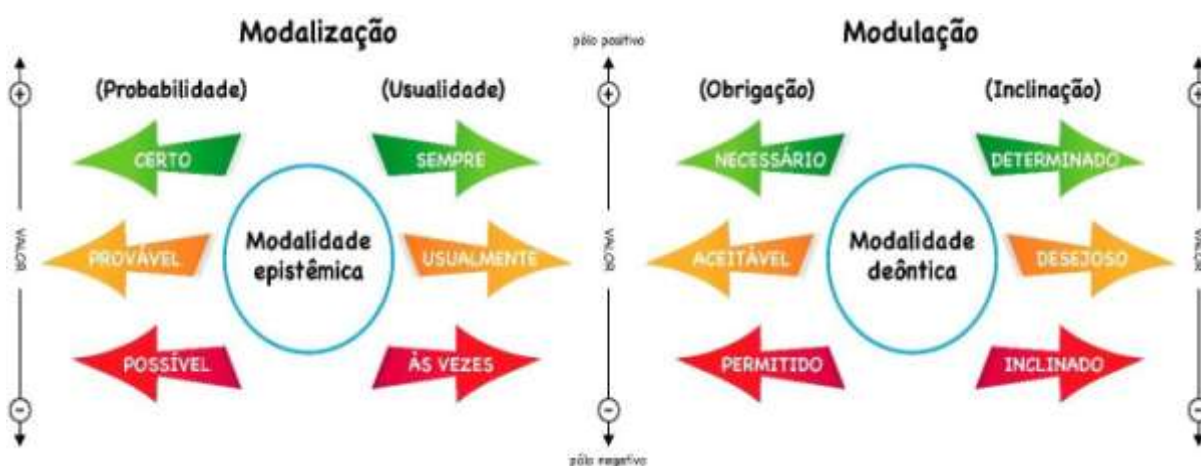 Modalização
pólo positivo
Modulação
(Probabilidade)
(Usualidade)
(Obrigação)
(Inclinação)
+
+
+
CERTO
SEMPRE
NECESSÁRIO
DETERMINADO
VALOR
PROVÁVEL
Modalidade
epistêmica
USUALMENTE
VALOR
ACEITÁVEL
Modalidade
deôntica
DESEJOSO
VALOR
POSSÍVEL
ÀS VEZES
PERMITIDO
INCLINADO
−
−
−
pólo negativo